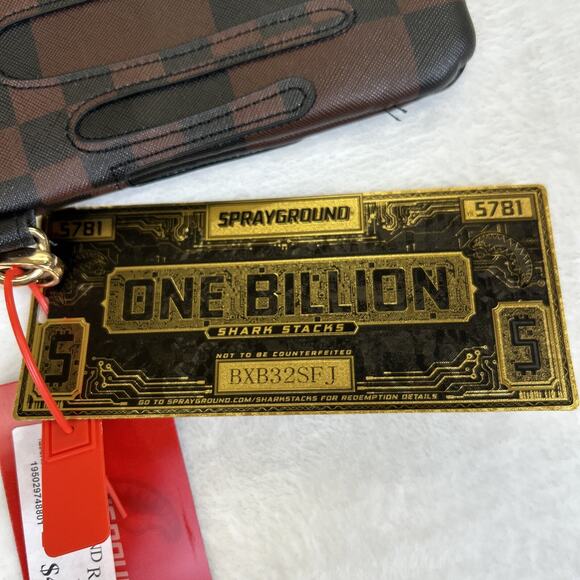 5781
SPRAYGROUND
5781
ONE BILLION
SHARK STACKS
NOT TO BE COUNTERFEITED
BXB32SFJ
GO TO SPRAYGROUND.COM/SHARKSTACKS FOR REDEMPTION DETAILS
S
S
195029748801